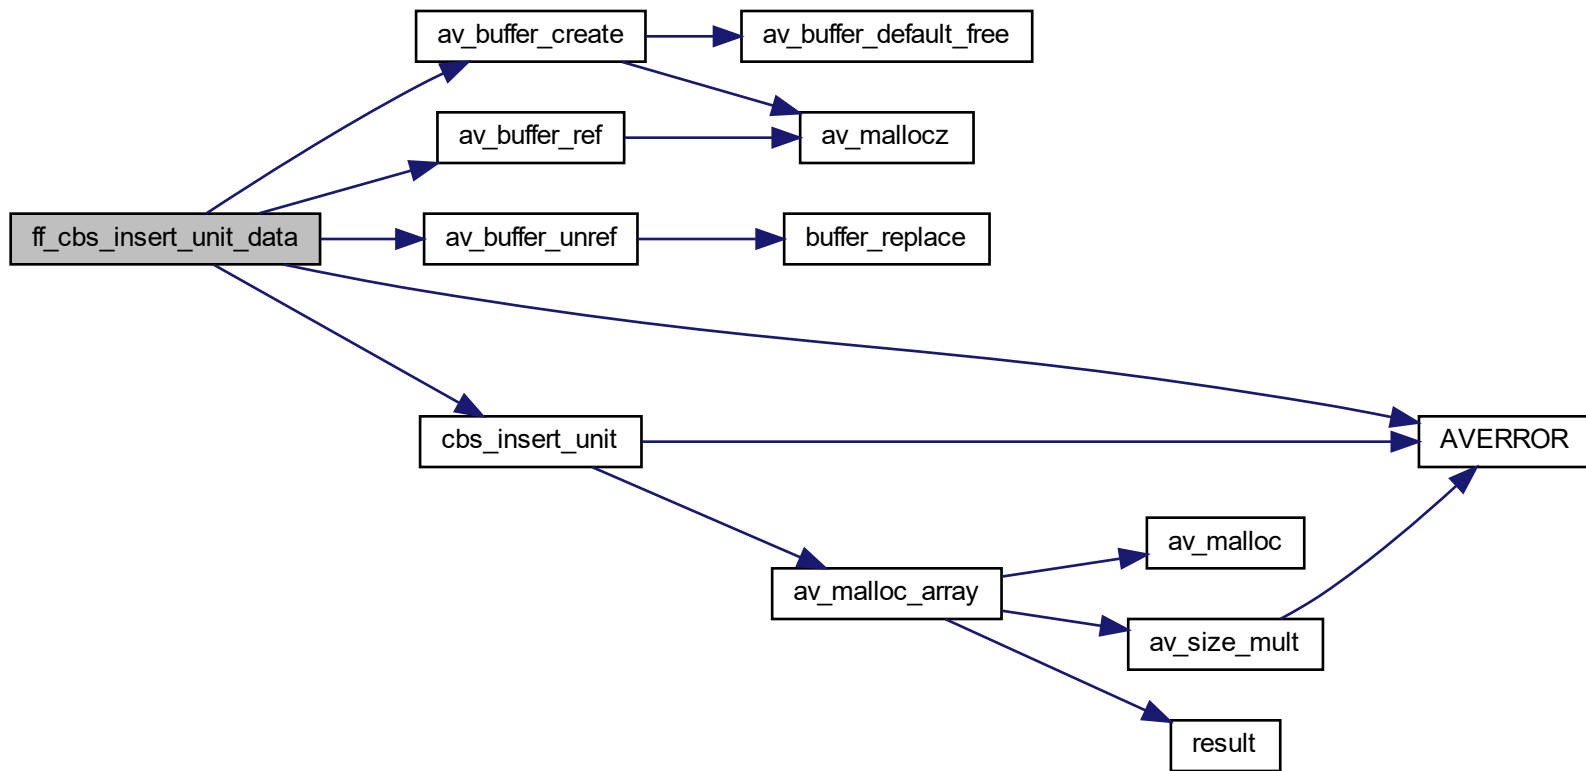 av_buffer_create
av_buffer_default_free
av_buffer_ref
av_mallocz
ff_cbs_insert_unit_data
av_buffer_unref
buffer_replace
cbs_insert_unit
AVERROR
av_malloc
av_malloc_array
av_size_mult
result